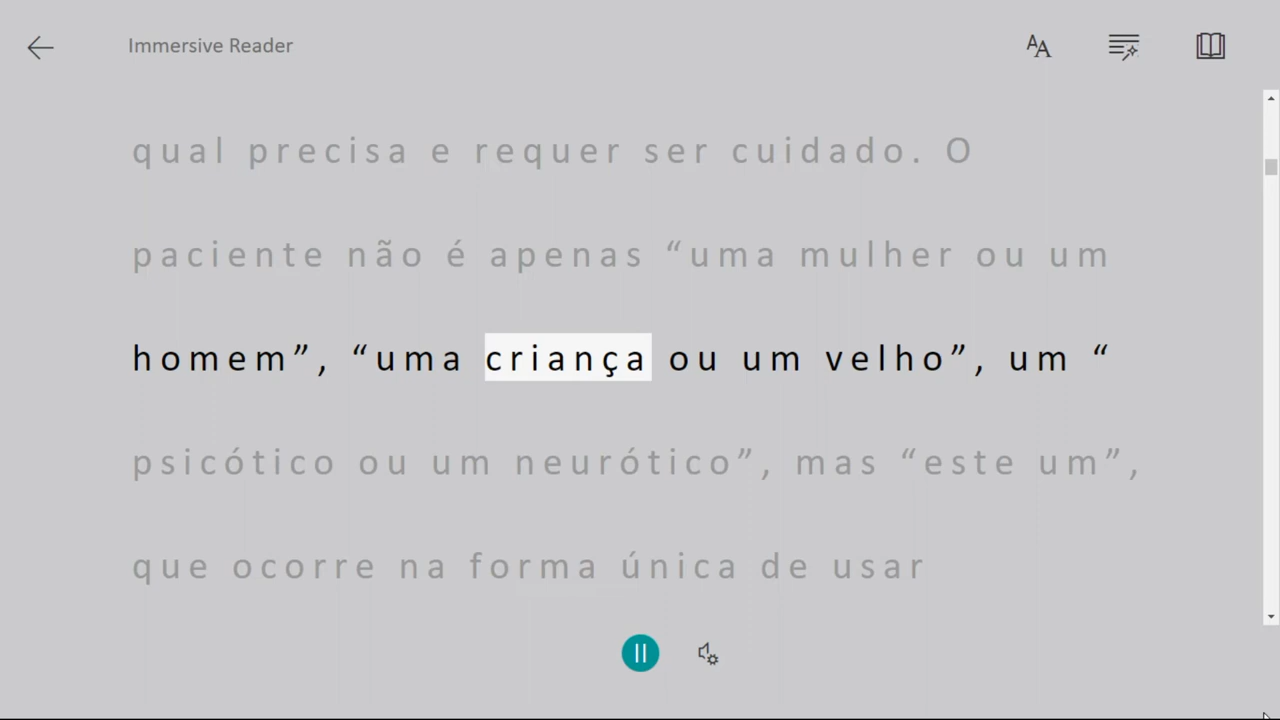 Immersive Reader
qual precisa e requer ser cuidado. O
paciente não é apenas “uma mulher ou um
homem”, “uma criança ou um velho”, um “
psicótico ou um neurótico”, mas “este um”,
que ocorre na forma única de usar